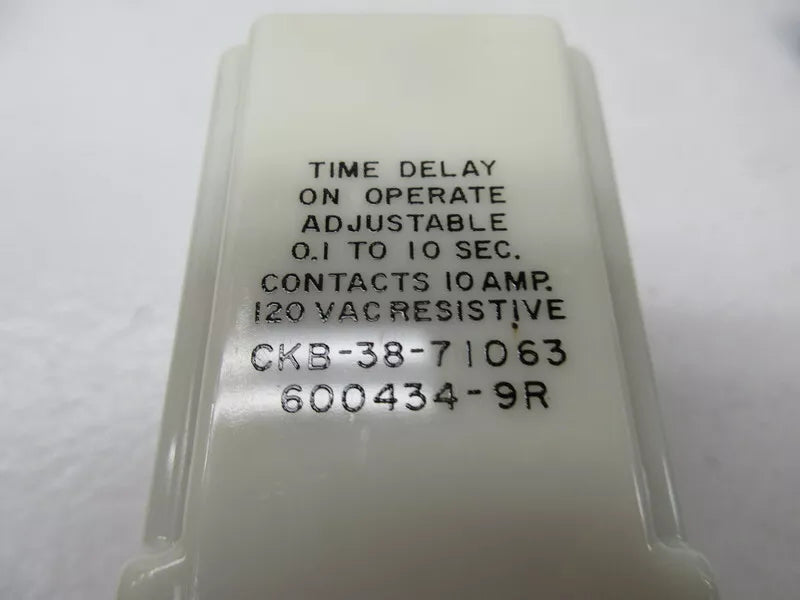 TIME DELAY
ON OPERATE
ADJUSTABLE
0.1 TO 10 SEC.
CONTACTS 10 AMP.
120 VAC RESISTIVE
CKB-38-71063
600434-9R